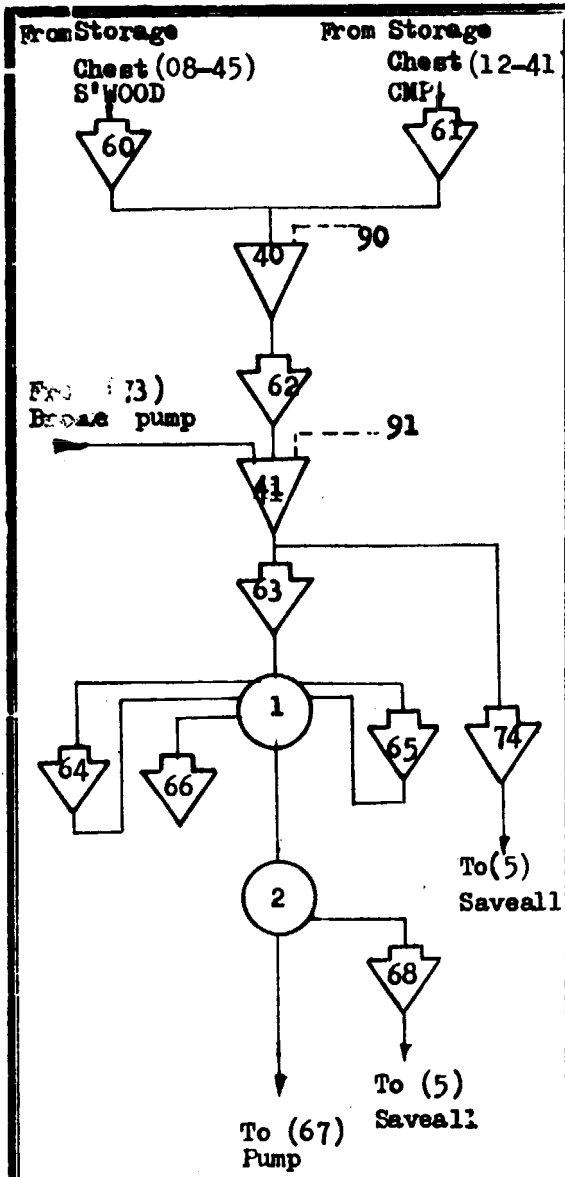 From Storage
Chest (08-45)
S'WOOD
From Storage
Chest (12-41)
CMP
60
61
40
90
62
73)
pump
91
41
63
1
64
66
65
74
To (5)
Saveall
2
68
To (5)
Saveall
To (67)
Pump